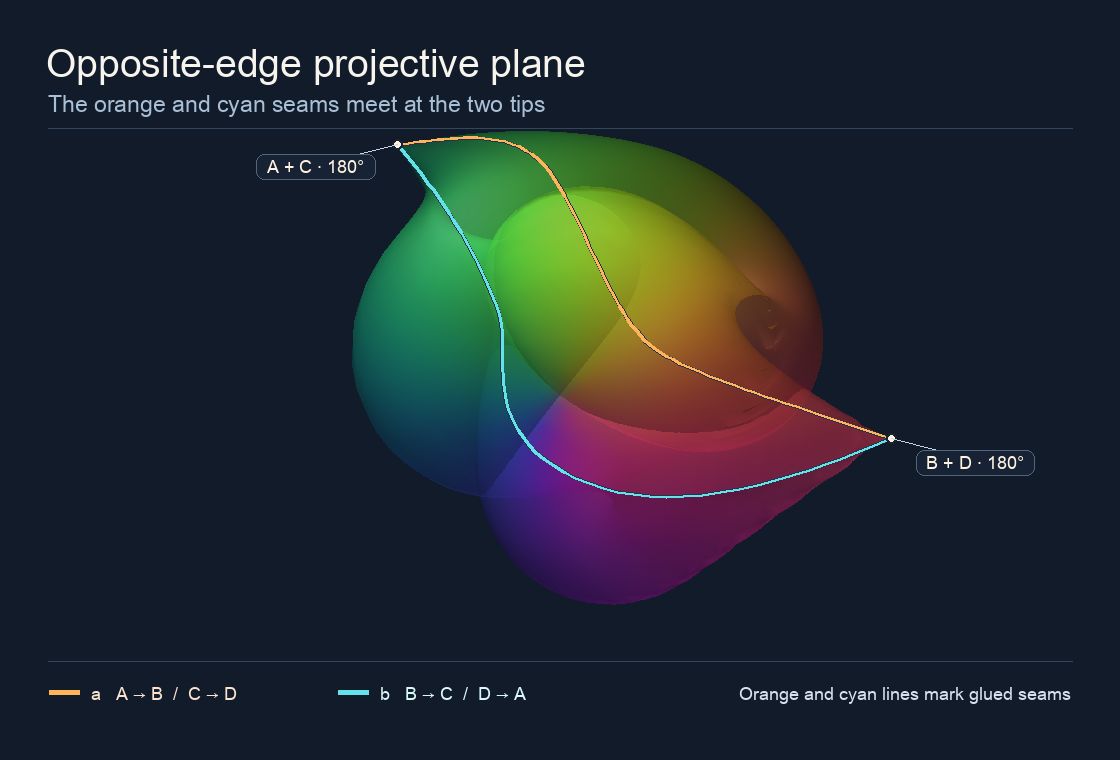 Opposite-edge projective plane
The orange and cyan seams meet at the two tips
A + C · 180°
B + D · 180°
a A→B / C→D
b B→C / D→A
Orange and cyan lines mark glued seams